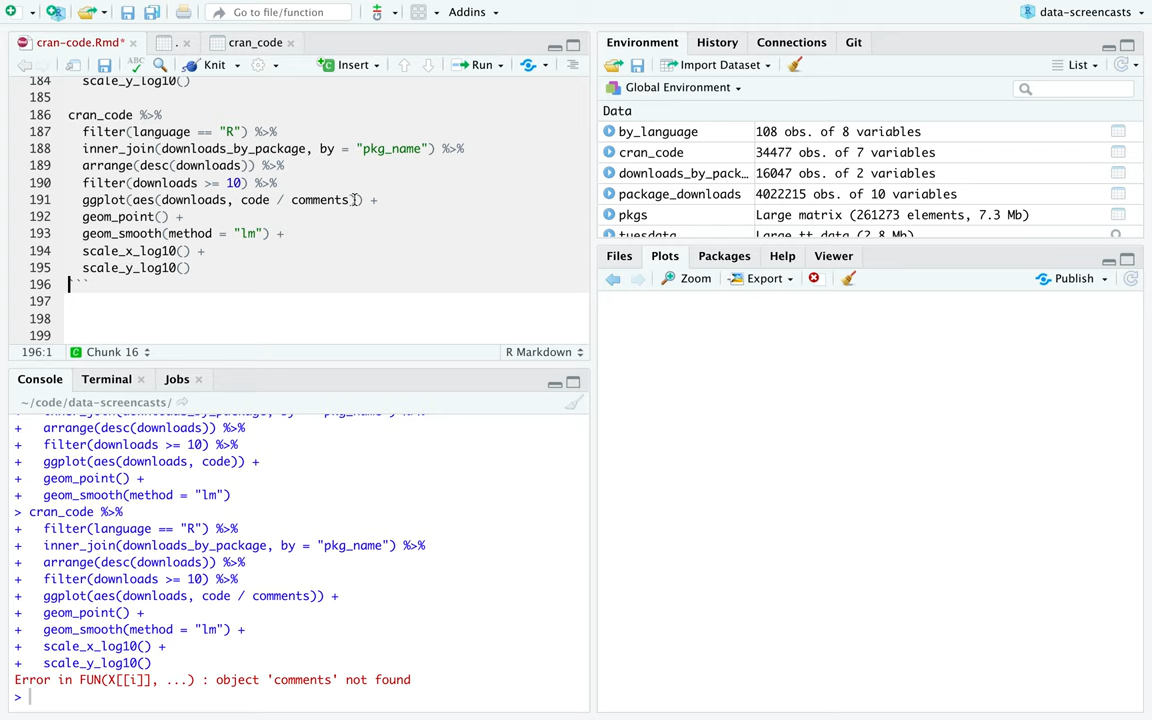 Go to file/function
Addins
data-screencasts
cran-code.Rmd*
.
cran_code
ABC
Knit
Insert
Run
184 scale_y_log10()
185
186 cran_code %>%
187 filter(language == "R") %>%
188 inner_join(downloads_by_package, by = "pkg_name") %>%
189 arrange(desc(downloads)) %>%
190 filter(downloads >= 10) %>%
191 ggplot(aes(downloads, code / comments)) +
192 geom_point() +
193 geom_smooth(method = "lm") +
194 scale_x_log10() +
195 scale_y_log10()
196 ```
197
198
199
196:1 Chunk 16 R Markdown
Console Terminal Jobs
~/code/data-screencasts/
+ arrange(desc(downloads)) %>%
+ filter(downloads >= 10) %>%
+ ggplot(aes(downloads, code)) +
+ geom_point() +
+ geom_smooth(method = "lm")
> cran_code %>%
+ filter(language == "R") %>%
+ inner_join(downloads_by_package, by = "pkg_name") %>%
+ arrange(desc(downloads)) %>%
+ filter(downloads >= 10) %>%
+ ggplot(aes(downloads, code / comments)) +
+ geom_point() +
+ geom_smooth(method = "lm") +
+ scale_x_log10() +
+ scale_y_log10()
Error in FUN(X[[i]], ...) : object 'comments' not found
>
Environment History Connections Git
Import Dataset List
Global Environment
Data
by_language 108 obs. of 8 variables
cran_code 34477 obs. of 7 variables
downloads_by_pack… 16047 obs. of 2 variables
package_downloads 4022215 obs. of 10 variables
pkgs Large matrix (261273 elements, 7.3 Mb)
tuesdata Large tt_data (2.8 Mb)
Files Plots Packages Help Viewer
Zoom Export Publish